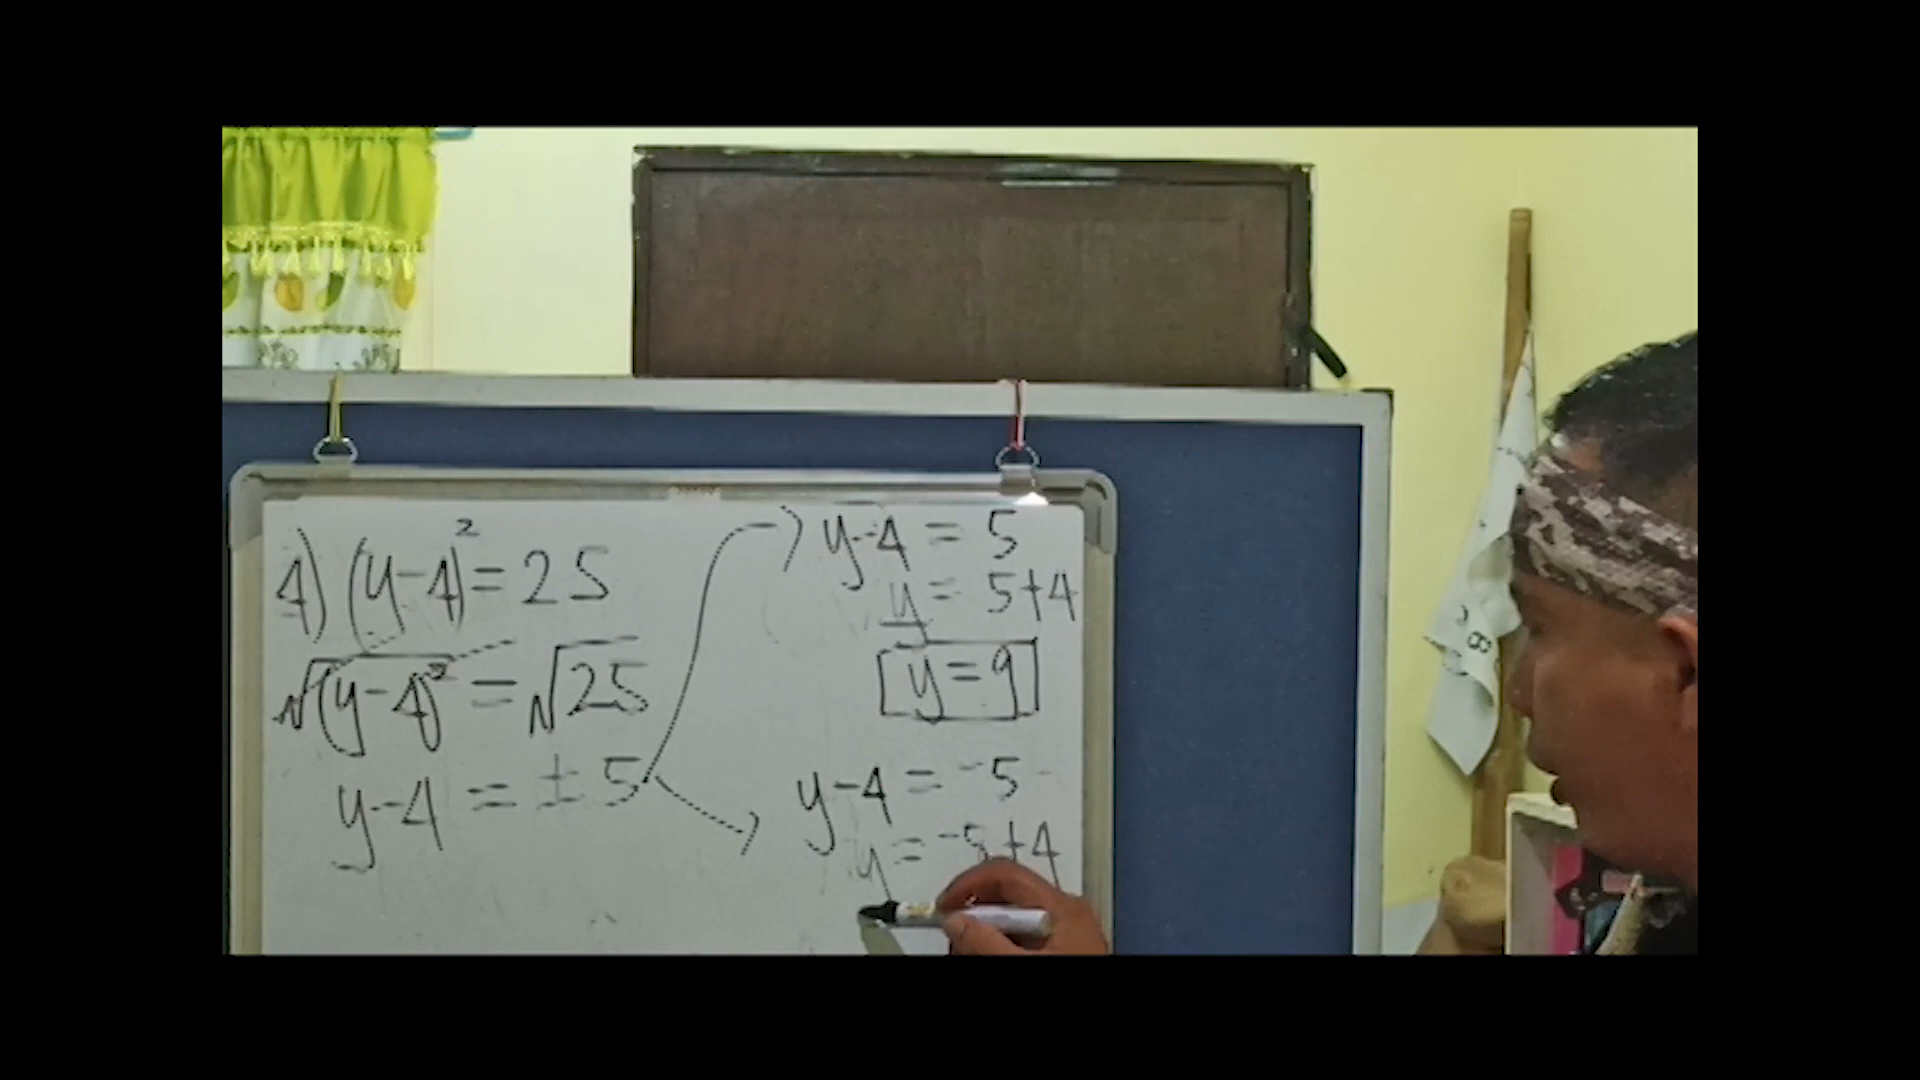 4) (y-4)² = 25
√(y-4)² = √25
y-4 = ±5
y-4 = 5
y = 5+4
y = 9
y-4 = -5
y = -5+4